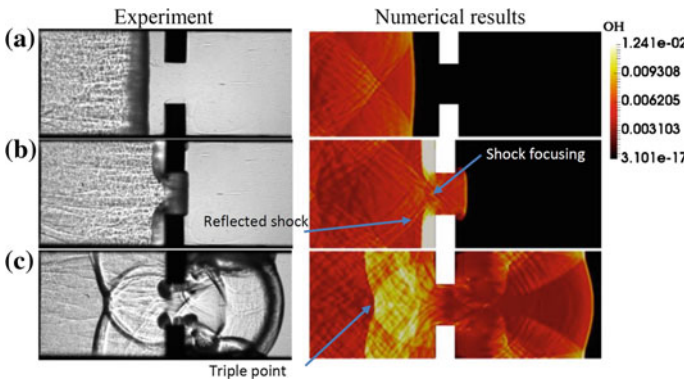 Experiment
Numerical results
OH
(a)
1.241e-02
0.009308
0.006205
0.003103
3.101e-17
(b)
Shock focusing
Reflected shock
(c)
Triple point